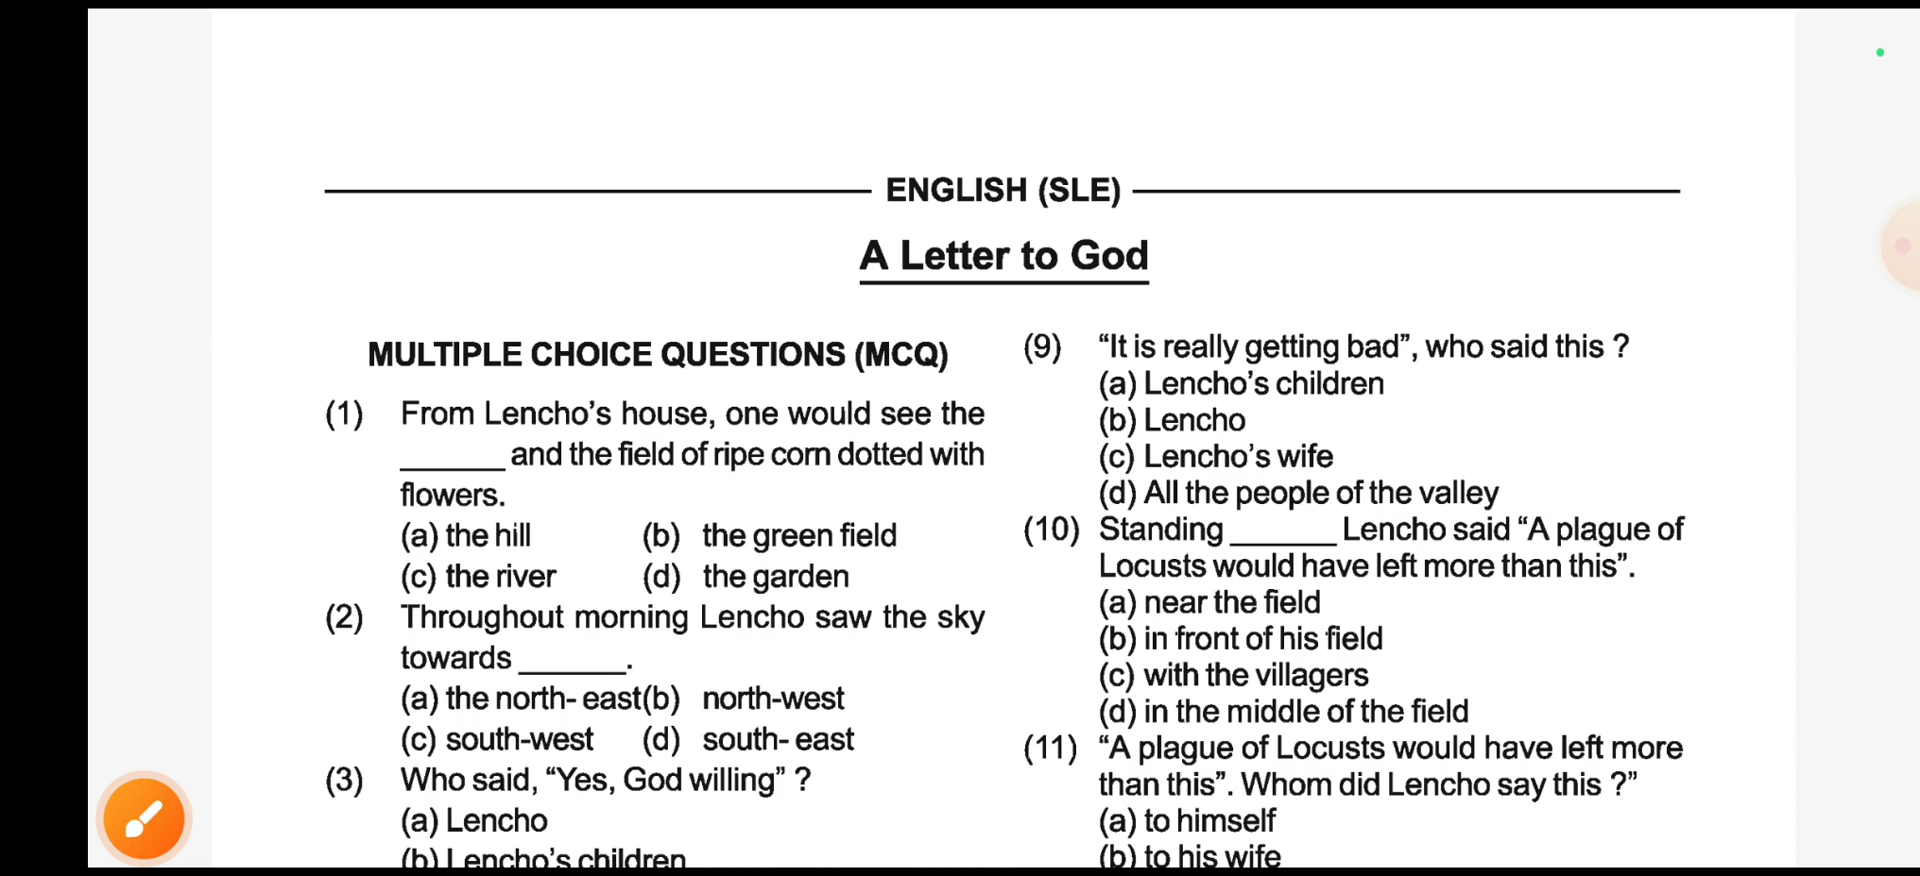 ENGLISH (SLE)
A Letter to God
MULTIPLE CHOICE QUESTIONS (MCQ)
(1) From Lencho’s house, one would see the
______ and the field of ripe corn dotted with
flowers.
(a) the hill (b) the green field
(c) the river (d) the garden
(2) Throughout morning Lencho saw the sky
towards ______.
(a) the north- east(b) north-west
(c) south-west (d) south- east
(3) Who said, “Yes, God willing” ?
(a) Lencho
(b) Lencho’s children
(9) “It is really getting bad”, who said this ?
(a) Lencho’s children
(b) Lencho
(c) Lencho’s wife
(d) All the people of the valley
(10) Standing ______ Lencho said “A plague of
Locusts would have left more than this”.
(a) near the field
(b) in front of his field
(c) with the villagers
(d) in the middle of the field
(11) “A plague of Locusts would have left more
than this”. Whom did Lencho say this ?”
(a) to himself
(b) to his wife